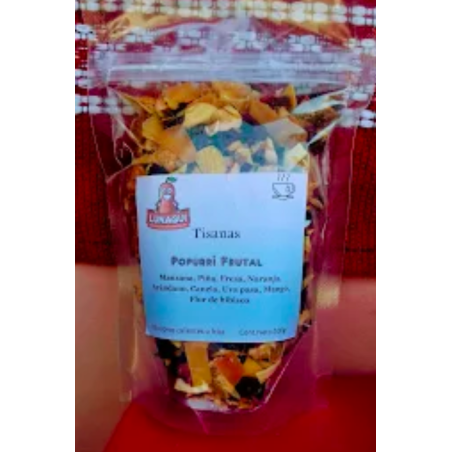 Tisanas
POPURRÍ FRUTAL
Manzana, Piña, Fresa, Naranja,
Arándano, Canela, Uva pasa, Mango,
Flor de hibisco